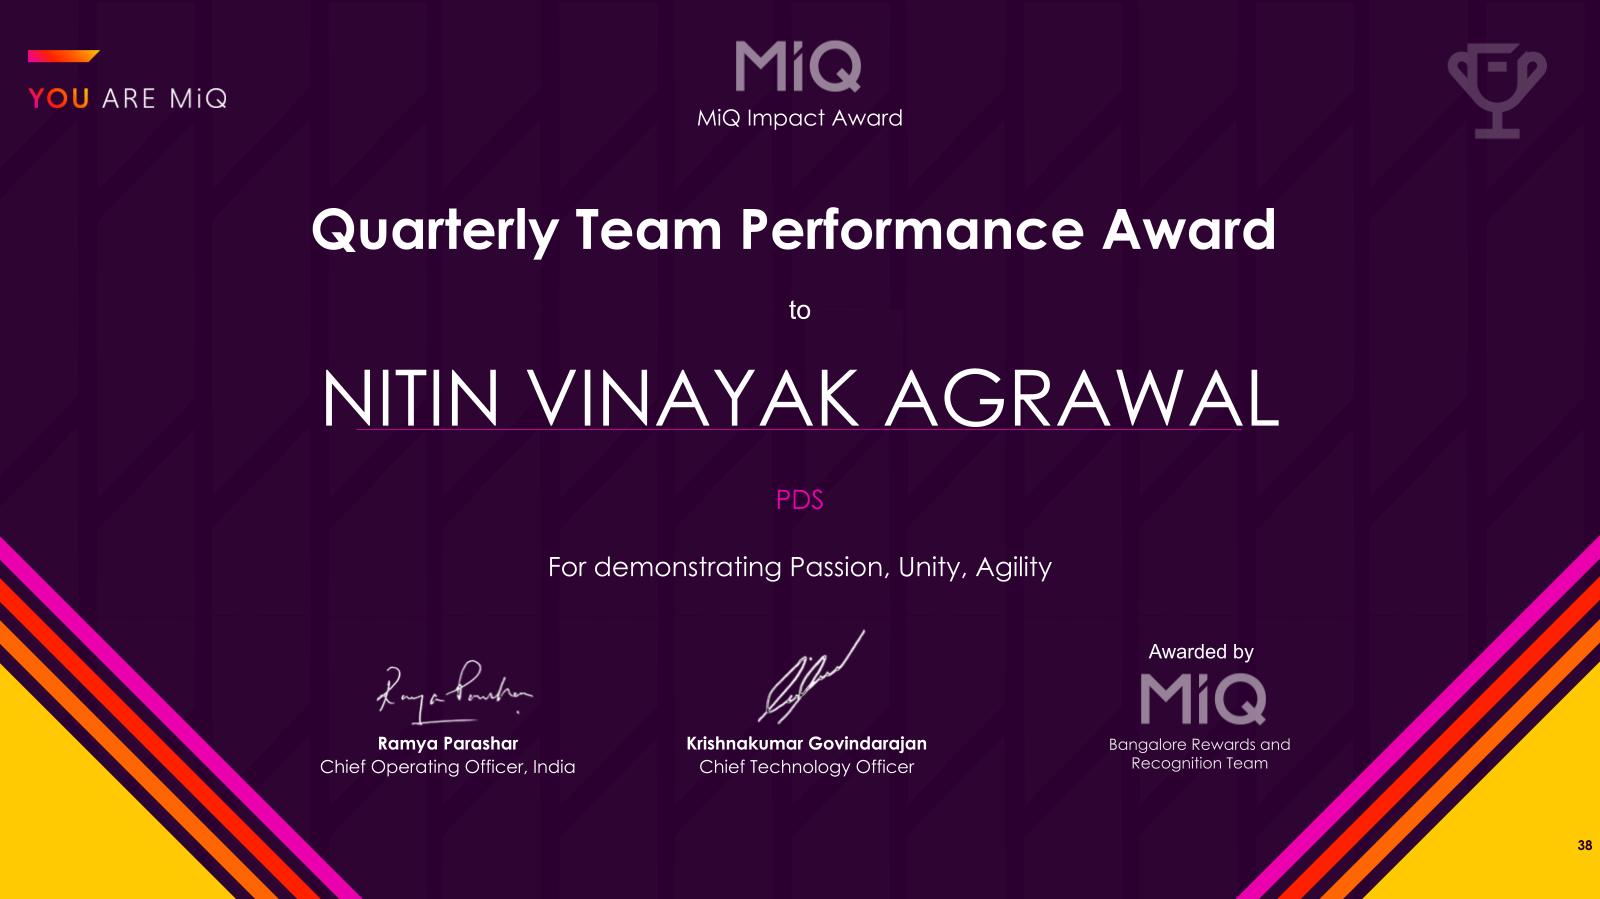 YOU ARE MiQ
MiQ
MiQ Impact Award
Quarterly Team Performance Award
to
NITIN VINAYAK AGRAWAL
PDS
For demonstrating Passion, Unity, Agility
Ramya Parashar
Chief Operating Officer, India
Krishnakumar Govindarajan
Chief Technology Officer
Awarded by
MiQ
Bangalore Rewards and
Recognition Team
38